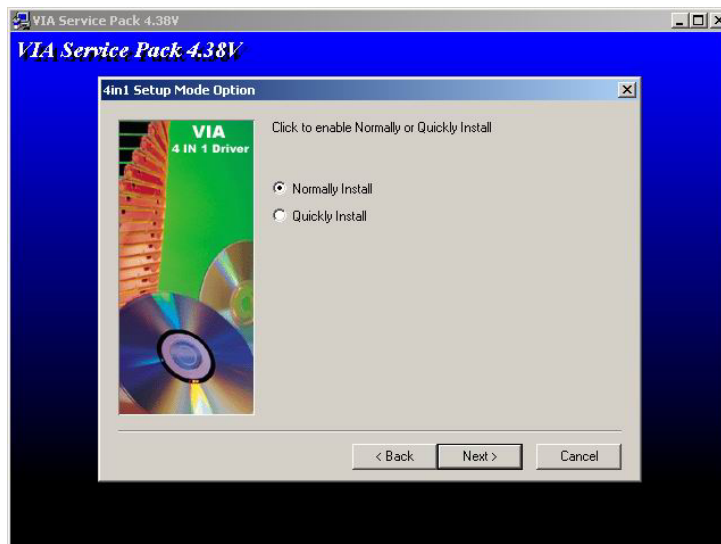 VIA Service Pack 4.38V
VIA Service Pack 4.38V
4in1 Setup Mode Option
VIA
4 IN 1 Driver
Click to enable Normally or Quickly Install
Normally Install
Quickly Install
< Back
Next >
Cancel